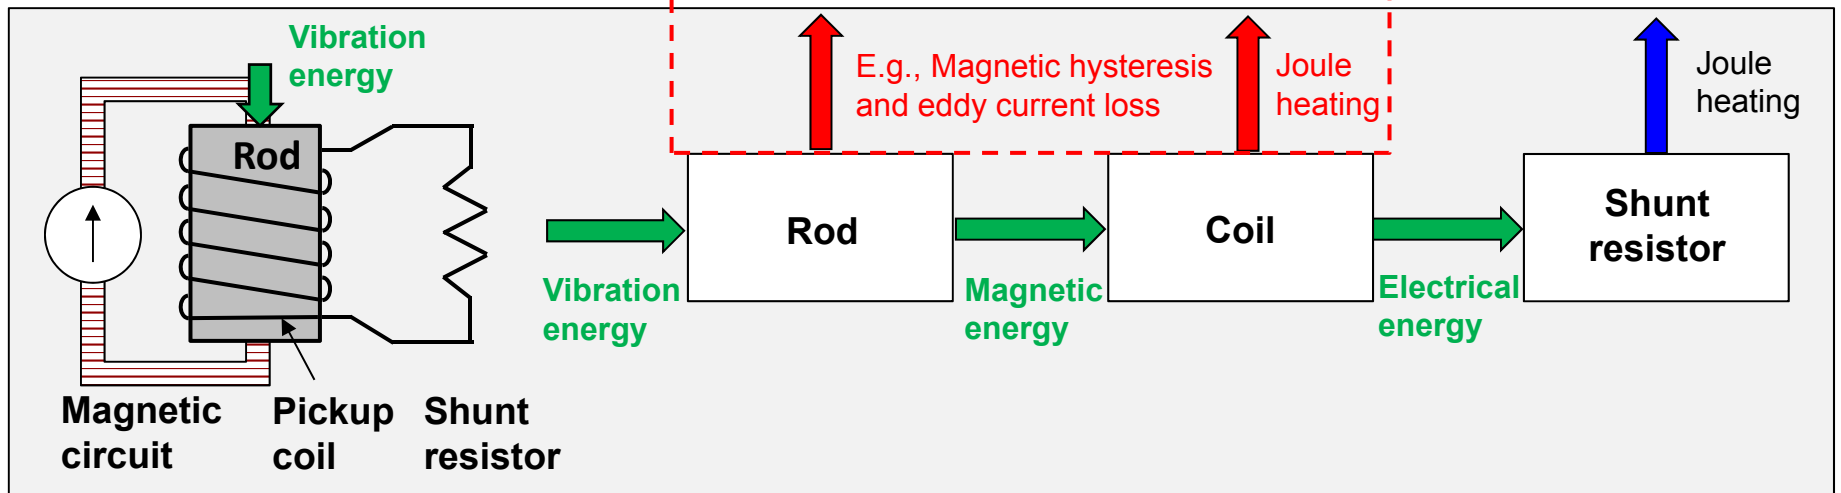 Vibration
energy
Rod
Magnetic
circuit
Pickup
coil
Shunt
resistor
E.g., Magnetic hysteresis
and eddy current loss
Joule
heating
Joule
heating
Rod
Coil
Shunt
resistor
Vibration
energy
Magnetic
energy
Electrical
energy